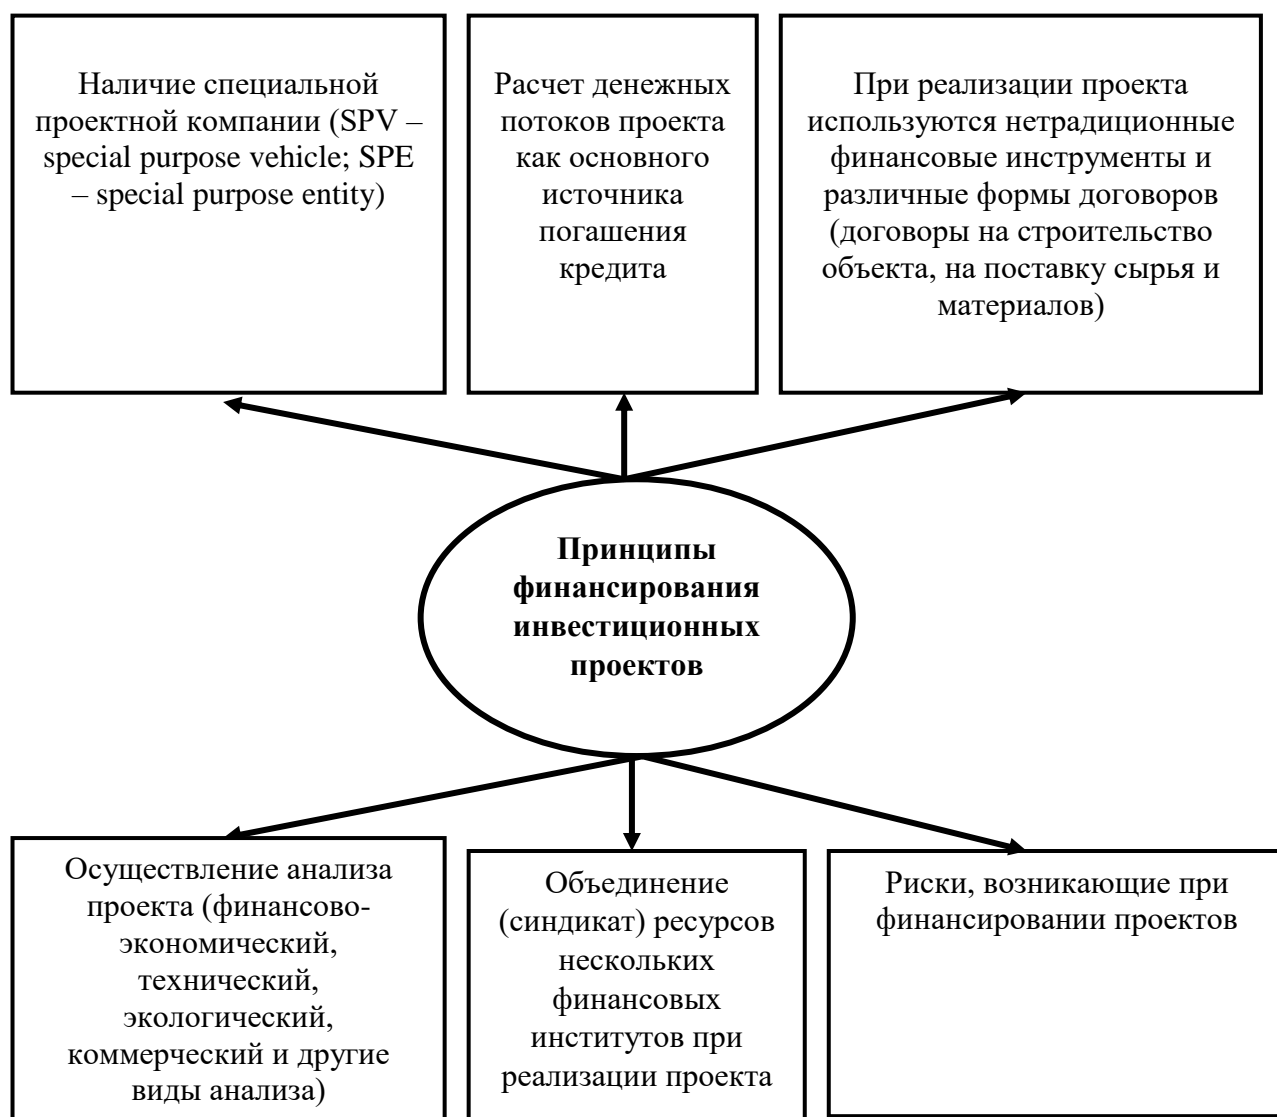 Наличие специальной
проектной компании (SPV –
special purpose vehicle; SPE
– special purpose entity)
Расчет денежных
потоков проекта
как основного
источника
погашения
кредита
При реализации проекта
используются нетрадиционные
финансовые инструменты и
различные формы договоров
(договоры на строительство
объекта, на поставку сырья и
материалов)
Принципы
финансирования
инвестиционных
проектов
Осуществление анализа
проекта (финансово-
экономический,
технический,
экологический,
коммерческий и другие
виды анализа)
Объединение
(синдикат) ресурсов
нескольких
финансовых
институтов при
реализации проекта
Риски, возникающие при
финансировании проектов